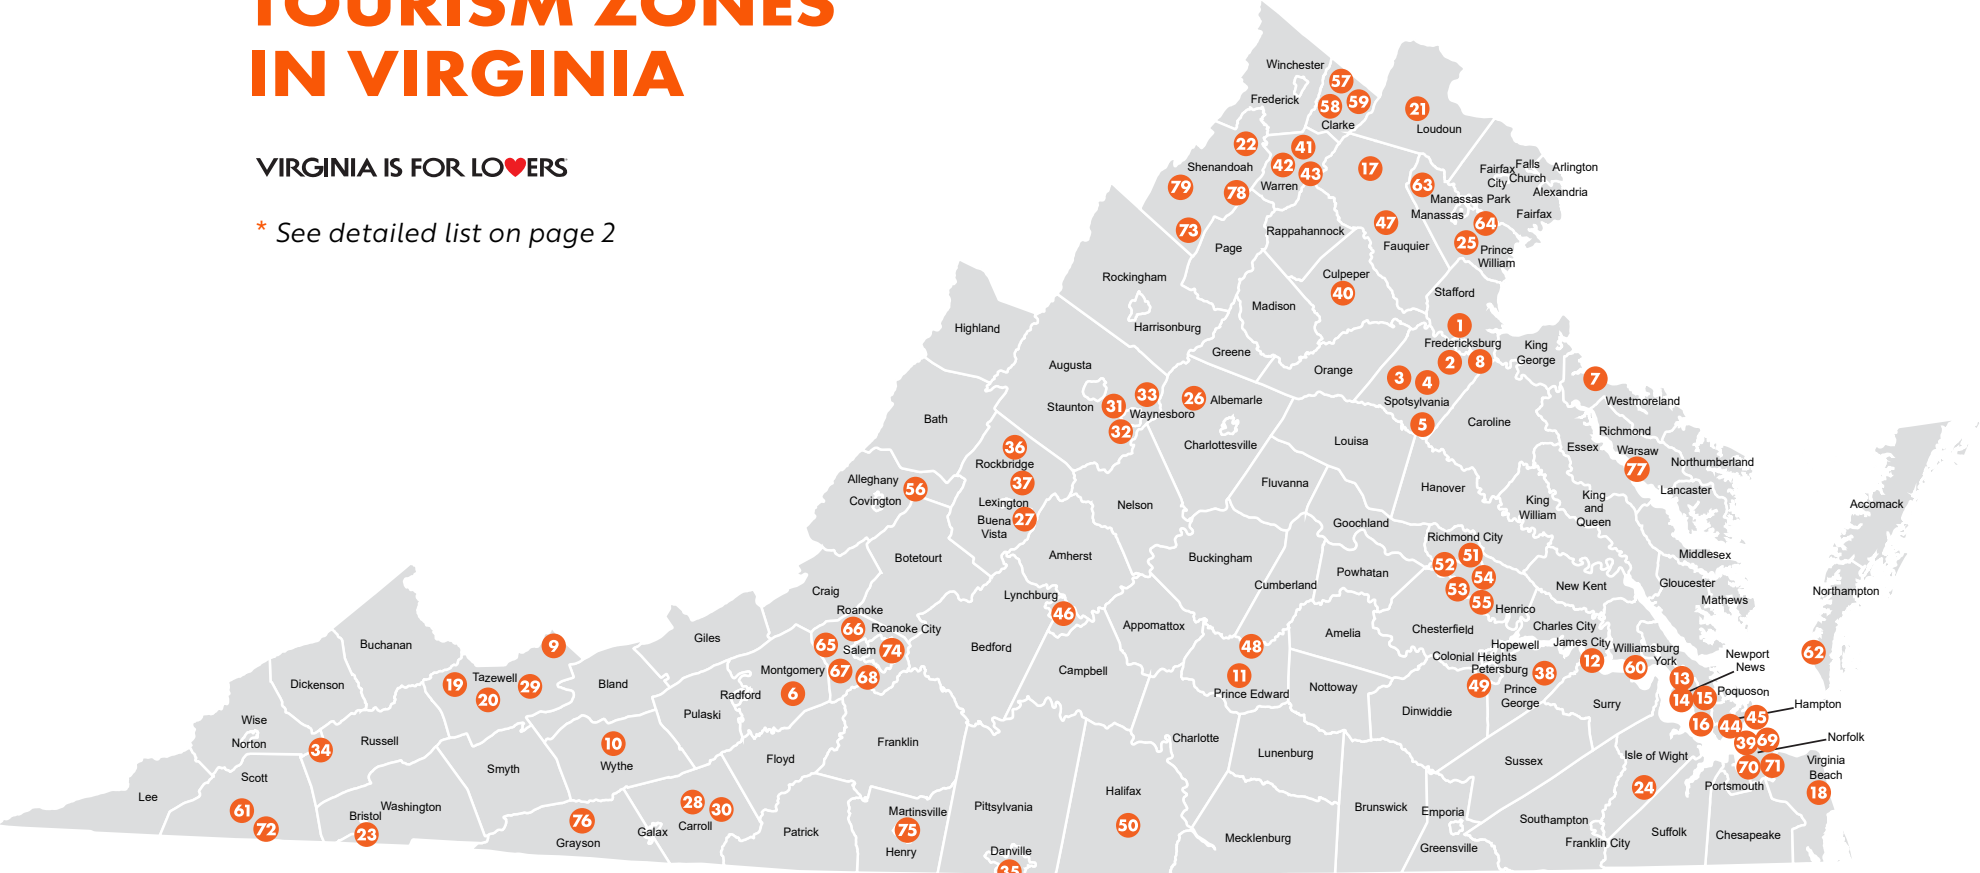 TOURISM ZONES
IN VIRGINIA
VIRGINIA IS FOR LO♥ERS
* See detailed list on page 2
Winchester
57
Frederick
58
59
Clarke
21
Loudoun
22
41
Shenandoah
42
43
17
Warren
79
78
63
Fairfax
City
Falls
Church
Arlington
Alexandria
Manassas Park
Manassas
Fairfax
73
47
64
Page
Rappahannock
Fauquier
25
Prince
William
Rockingham
Culpeper
40
Stafford
Madison
Highland
Harrisonburg
1
Fredericksburg
King
George
Greene
2
8
Augusta
Orange
3
4
7
Spotsylvania
Westmoreland
33
26
Albemarle
Staunton
31
Waynesboro
32
5
Caroline
Bath
Richmond
Charlottesville
Louisa
Essex
Warsaw
77
Northumberland
36
Rockbridge
37
Lexington
Alleghany
56
Covington
Fluvanna
Hanover
Lancaster
Buena
Vista
27
Nelson
King
William
King
and
Queen
Accomack
Goochland
Richmond City
52
51
Botetourt
Amherst
Buckingham
Middlesex
Cumberland
Powhatan
53
54
55
New Kent
Gloucester
Mathews
Northampton
Craig
Lynchburg
46
Henrico
Roanoke
66
Roanoke City
65
Salem
74
Appomattox
Amelia
Chesterfield
Charles City
Hopewell
James City
Williamsburg
Buchanan
9
Giles
Bedford
48
Colonial Heights
Petersburg
12
60
York
Newport
News
62
Montgomery
67
68
Campbell
11
Prince Edward
49
38
13
Dickenson
19
Tazewell
29
20
Bland
Radford
6
Nottoway
Prince
George
14
15
Poquoson
Pulaski
Dinwiddie
Surry
Hampton
Wise
Norton
34
Russell
10
Wythe
Franklin
Charlotte
16
44
45
39
69
Norfolk
Floyd
Lunenburg
Sussex
Isle of Wight
Scott
Smyth
70
71
Virginia
Beach
Lee
Halifax
24
Portsmouth
18
61
72
Washington
Bristol
23
76
Grayson
28
30
Carroll
Galax
Patrick
Martinsville
75
Henry
Pittsylvania
50
Brunswick
Emporia
Southampton
Mecklenburg
Greensville
Franklin City
Suffolk
Chesapeake
Danville
35